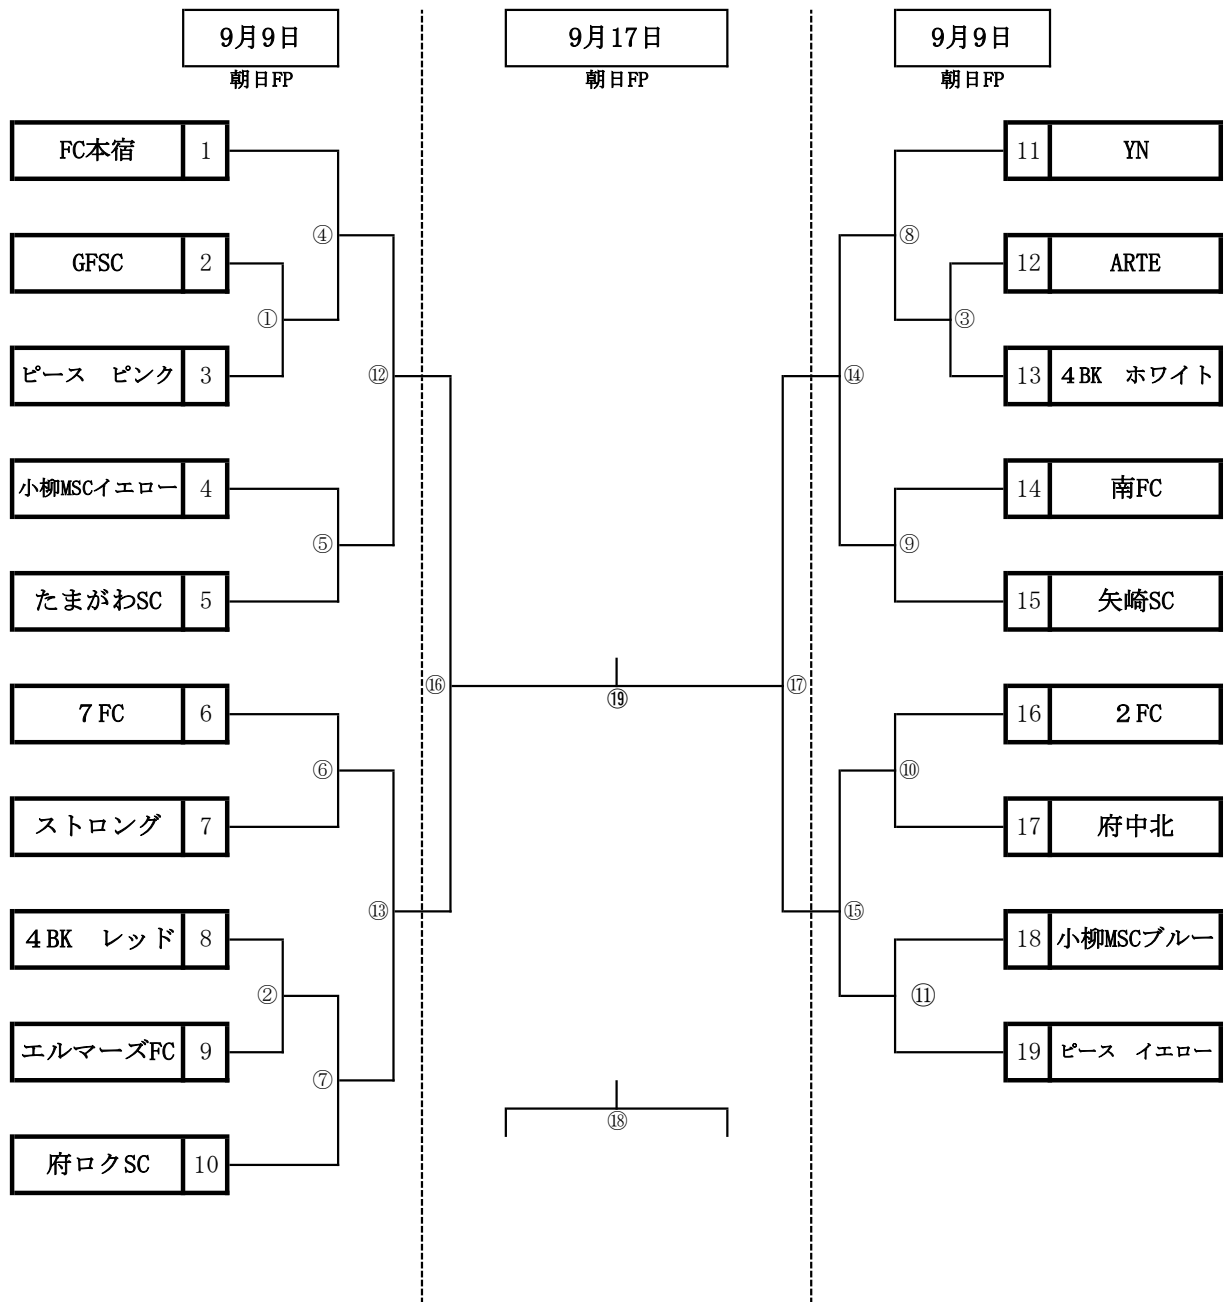 9月9日
朝日FP
9月17日
朝日FP
9月9日
朝日FP
FC本宿 1
GFSC 2
ピース　ピンク 3
小柳MSCイエロー 4
たまがわSC 5
７FC 6
ストロング 7
４BK　レッド 8
エルマーズFC 9
府ロクSC 10
①
②
④
⑤
⑥
⑦
⑫
⑬
⑯
⑲
⑱
⑰
⑭
⑮
⑧
⑨
⑩
⑪
③
11 YN
12 ARTE
13 ４BK　ホワイト
14 南FC
15 矢崎SC
16 ２FC
17 府中北
18 小柳MSCブルー
19 ピース　イエロー